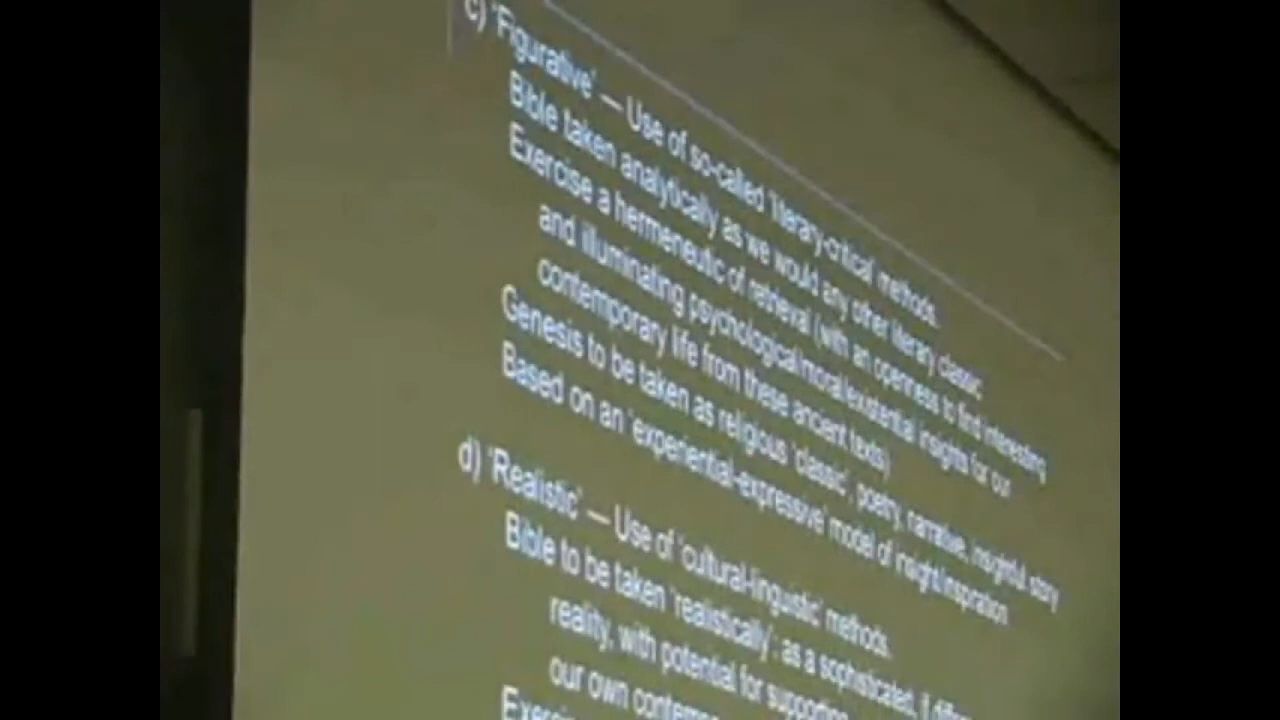 c) 'Figurative' — Use of so-called 'literary-critical' methods.
Bible taken analytically as we would any other literary classic
Exercise a hermeneutic of retrieval (with an openness to find interesting
and illuminating psychological/moral/existential insights for our
contemporary life from these ancient texts)
Genesis to be taken as religious 'classic', poetry, narrative, insightful story
Based on an 'experiential-expressive' model of insight/inspiration
d) 'Realistic' — Use of 'cultural-linguistic' methods.
Bible to be taken 'realistically': as a sophisticated, if
reality, with potential for
our own